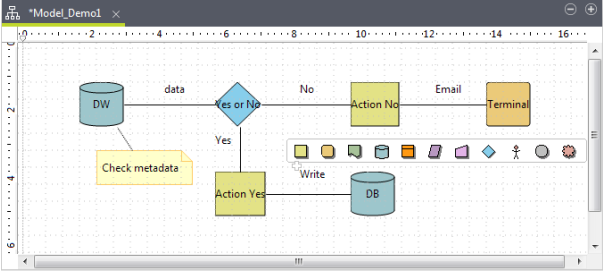 *Model_Demo1
0 2 4 6 8 10 12 14 16
0
2
4
6
data
No
Email
DW
Yes or No
Action No
Terminal
Yes
Check metadata
Write
Action Yes
DB